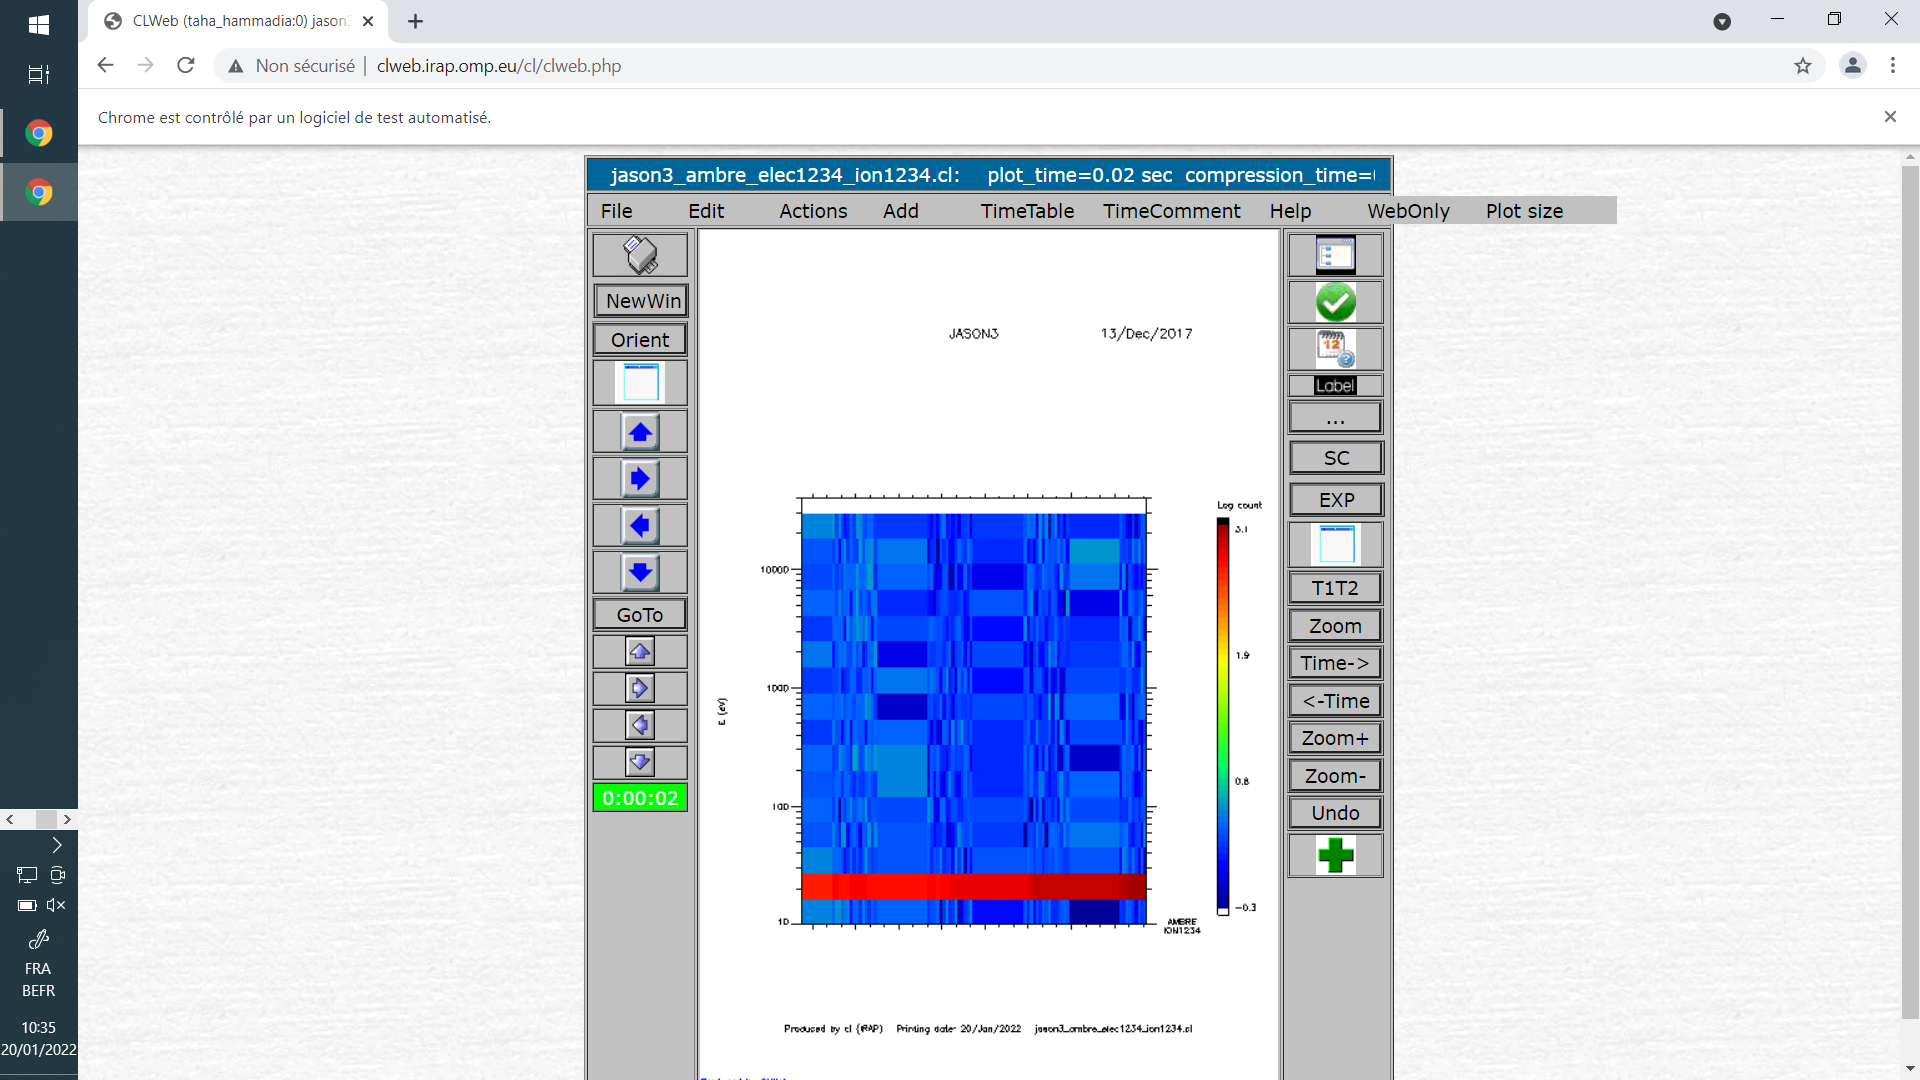 CLWeb (taha_hammadia:0) jason3
Non sécurisé | clweb.irap.omp.eu/cl/clweb.php
Chrome est contrôlé par un logiciel de test automatisé.
jason3_ambre_elec1234_ion1234.cl: plot_time=0.02 sec compression_time=
File Edit Actions Add TimeTable TimeComment Help WebOnly Plot size
NewWin
Orient
GoTo
0:00:02
JASON3 13/Dec/2017
Log count
3.1
1.9
0.8
-0.3
10000
1000
100
10
E (eV)
AMBRE
ION1234
Produced by cl (IRAP) Printing date: 20/Jan/2022 jason3_ambre_elec1234_ion1234.cl
12
Label
...
SC
EXP
T1T2
Zoom
Time->
<-Time
Zoom+
Zoom-
Undo
FRA
BEFR
10:35
20/01/2022